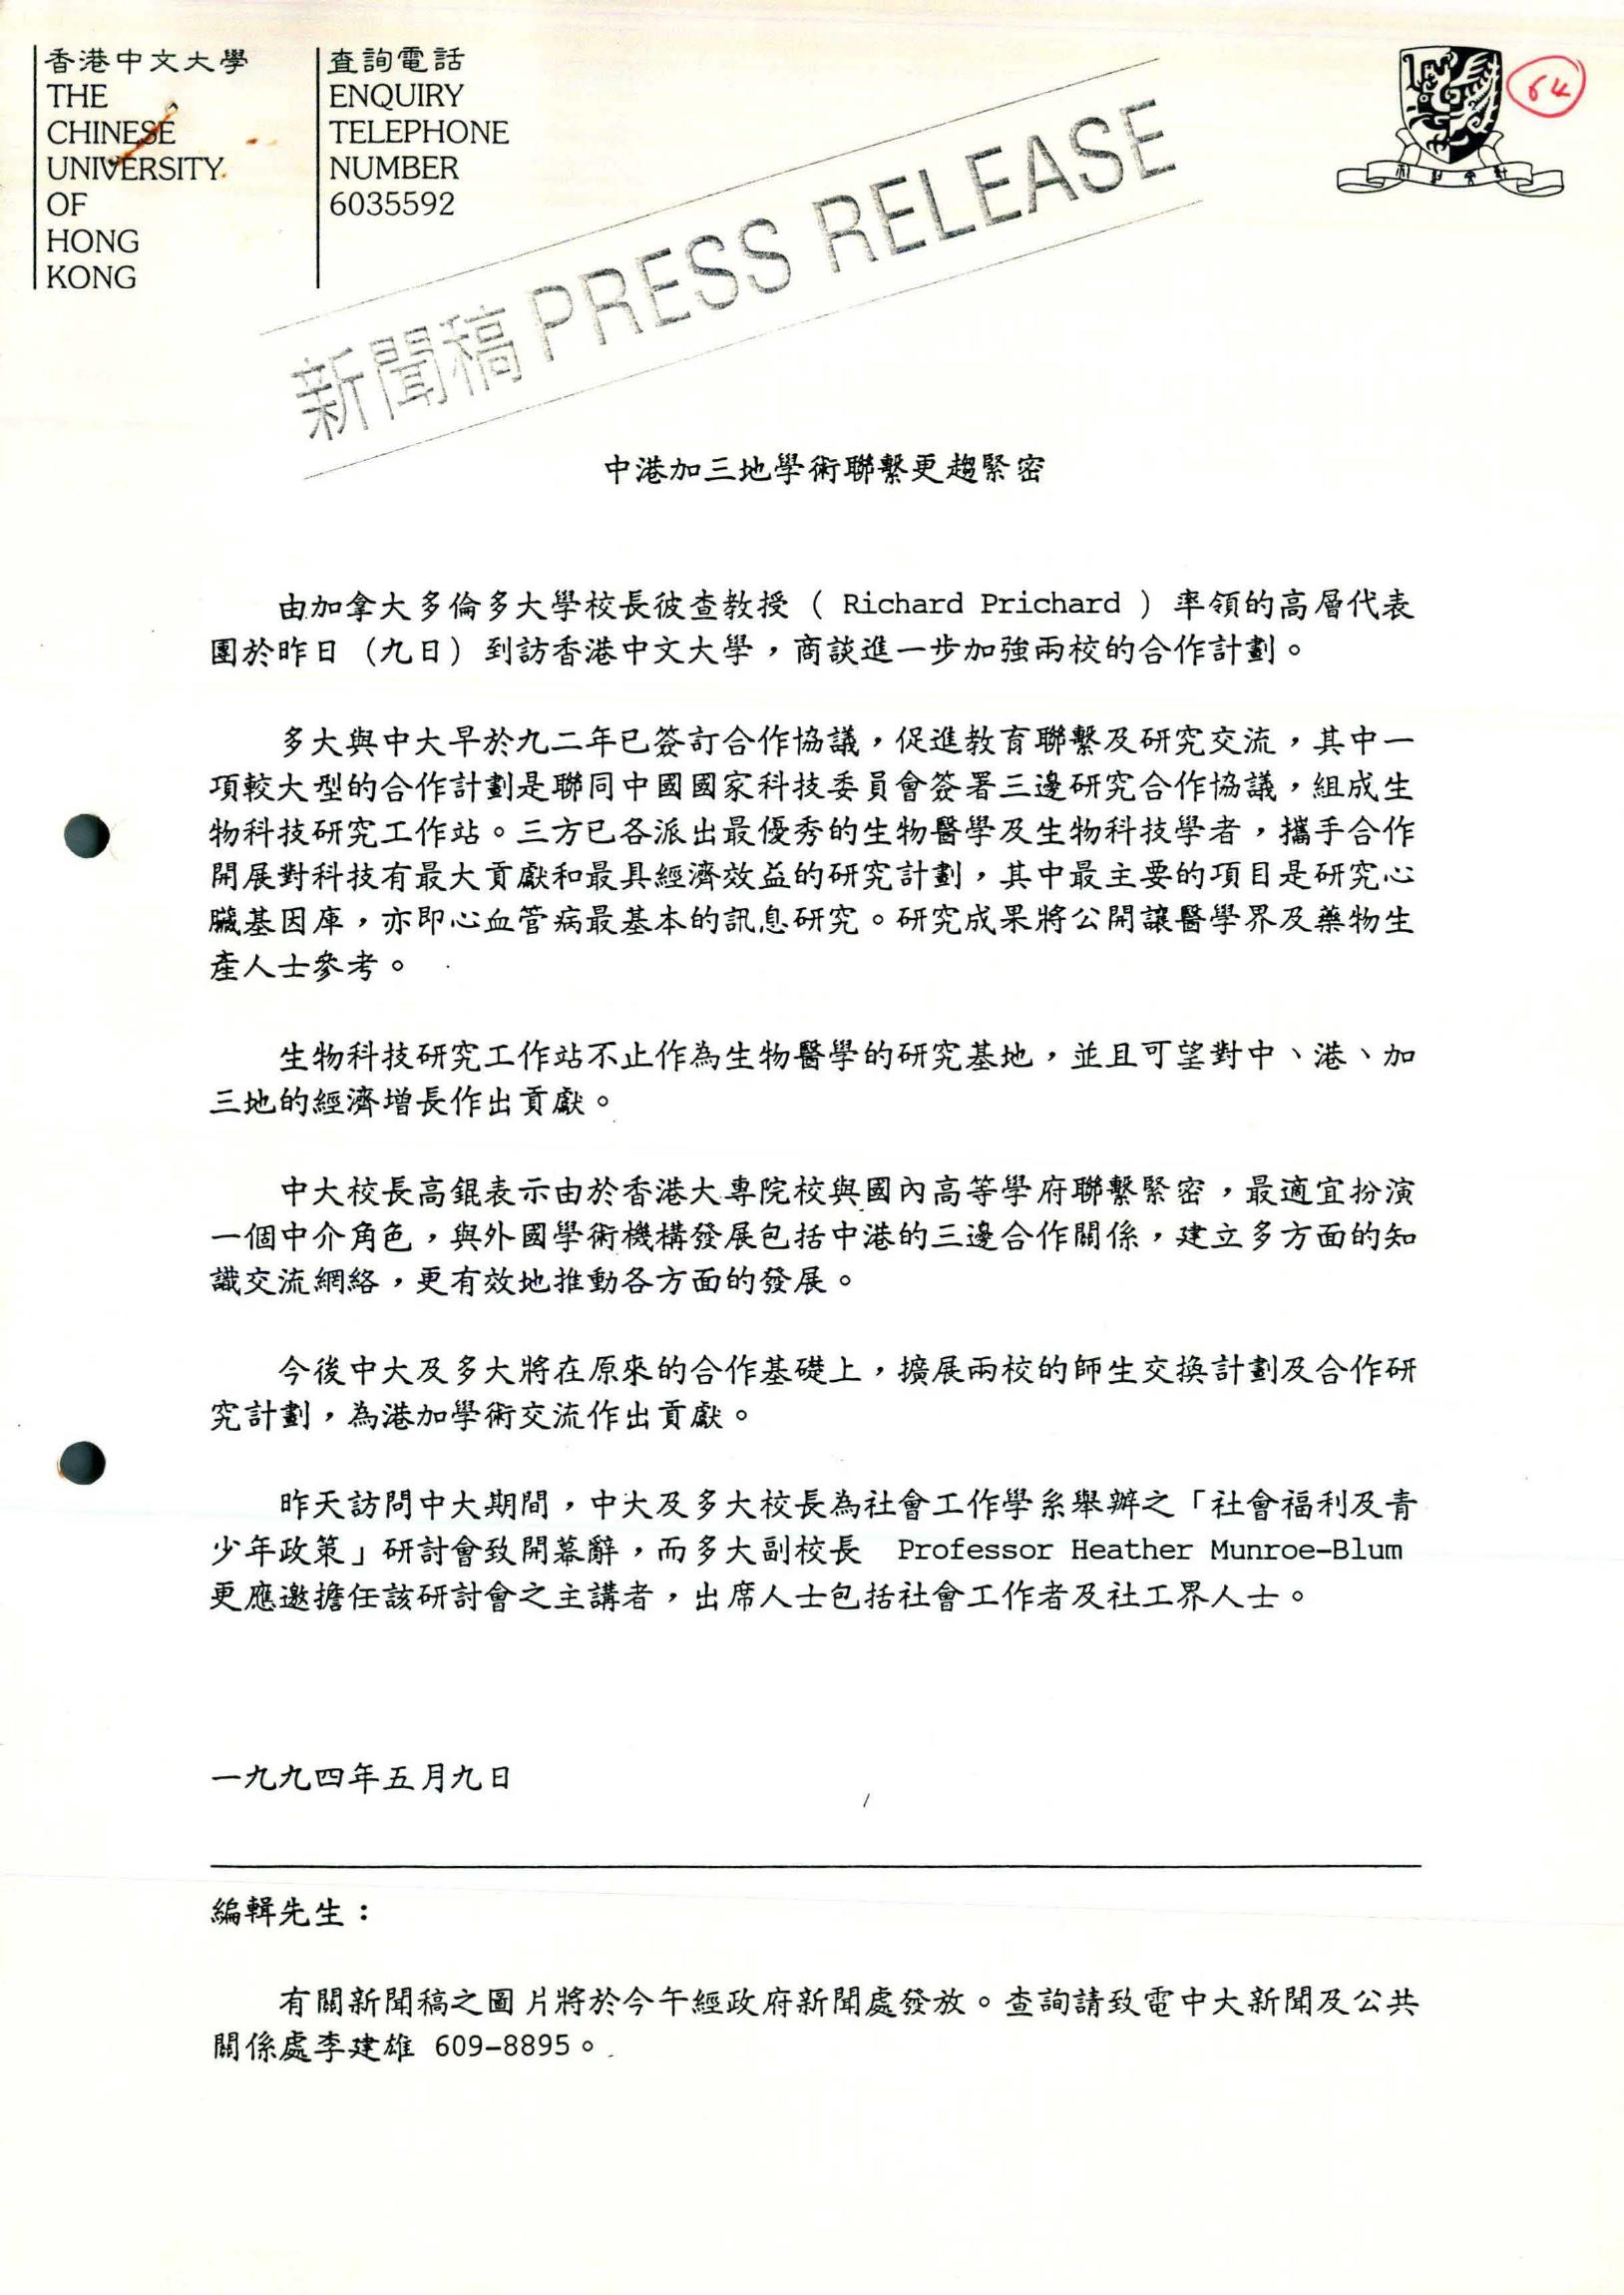 香港中文大學
THE
CHINESE
UNIVERSITY
OF
HONG
KONG
查詢電話
ENQUIRY
TELEPHONE
NUMBER
6035592
64
新聞稿 PRESS RELEASE
中港加三地學術聯繫更趨緊密
由加拿大多倫多大學校長彼查教授（ Richard Prichard ）率領的高層代表
團於昨日（九日）到訪香港中文大學，商談進一步加強兩校的合作計劃。
多大與中大早於九二年已簽訂合作協議，促進教育聯繫及研究交流，其中一
項較大型的合作計劃是聯同中國國家科技委員會簽署三邊研究合作協議，組成生
物科技研究工作站。三方已各派出最優秀的生物醫學及生物科技學者，攜手合作
開展對科技有最大貢獻和最具經濟效益的研究計劃，其中最主要的項目是研究心
臟基因庫，亦即心血管病最基本的訊息研究。研究成果將公開讓醫學界及藥物生
產人士參考。
生物科技研究工作站不止作為生物醫學的研究基地，並且可望對中、港、加
三地的經濟增長作出貢獻。
中大校長高錕表示由於香港大專院校與國內高等學府聯繫緊密，最適宜扮演
一個中介角色，與外國學術機構發展包括中港的三邊合作關係，建立多方面的知
識交流網絡，更有效地推動各方面的發展。
今後中大及多大將在原來的合作基礎上，擴展兩校的師生交換計劃及合作研
究計劃，為港加學術交流作出貢獻。
昨天訪問中大期間，中大及多大校長為社會工作學系舉辦之「社會福利及青
少年政策」研討會致開幕辭，而多大副校長 Professor Heather Munroe-Blum
更應邀擔任該研討會之主講者，出席人士包括社會工作者及社工界人士。
一九九四年五月九日
編輯先生：
有關新聞稿之圖片將於今午經政府新聞處發放。查詢請致電中大新聞及公共
關係處李建雄 609-8895。